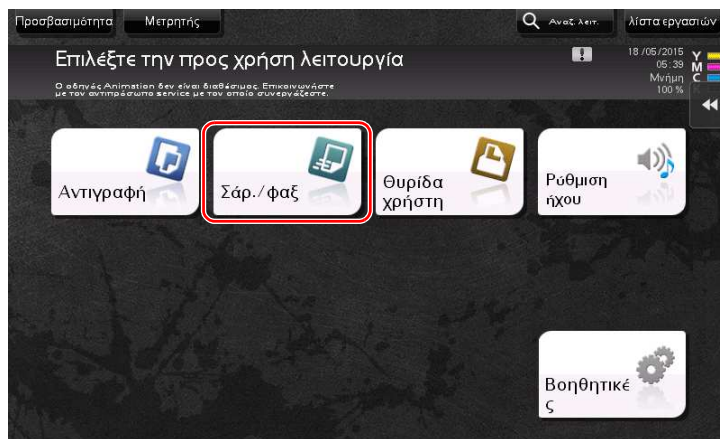 Προσβασιμότητα Μετρητής Αναζ. λειτ. λίστα εργασιών
Επιλέξτε την προς χρήση λειτουργία
! 18 /05/2015
05:39
Μνήμη
100 %
Y
M
C
K
Ο οδηγός Animation δεν είναι διαθέσιμος. Επικοινωνήστε
με τον αντιπρόσωπο service με τον οποίο συνεργάζεστε.
Αντιγραφή
Σάρ./φαξ
Θυρίδα
χρήστη
Ρύθμιση
ήχου
Βοηθητικέ
ς